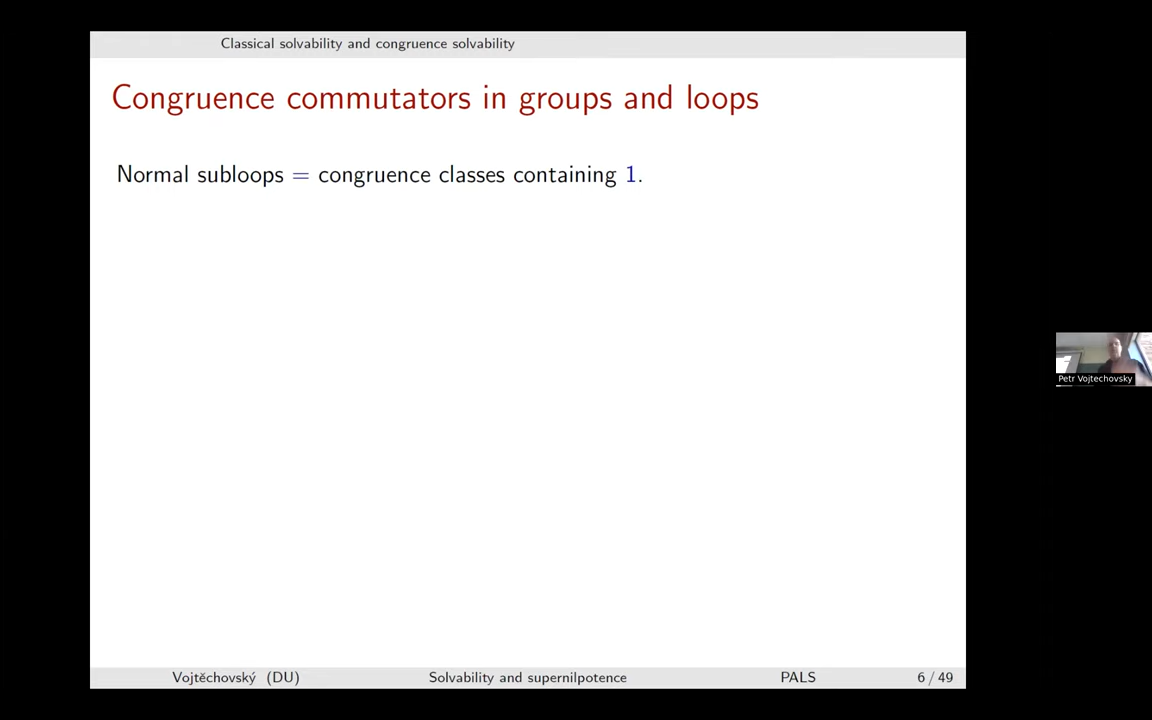 Classical solvability and congruence solvability
Congruence commutators in groups and loops
Normal subloops = congruence classes containing 1.
Petr Vojtechovsky
Vojtěchovský (DU) Solvability and supernilpotence PALS 6 / 49